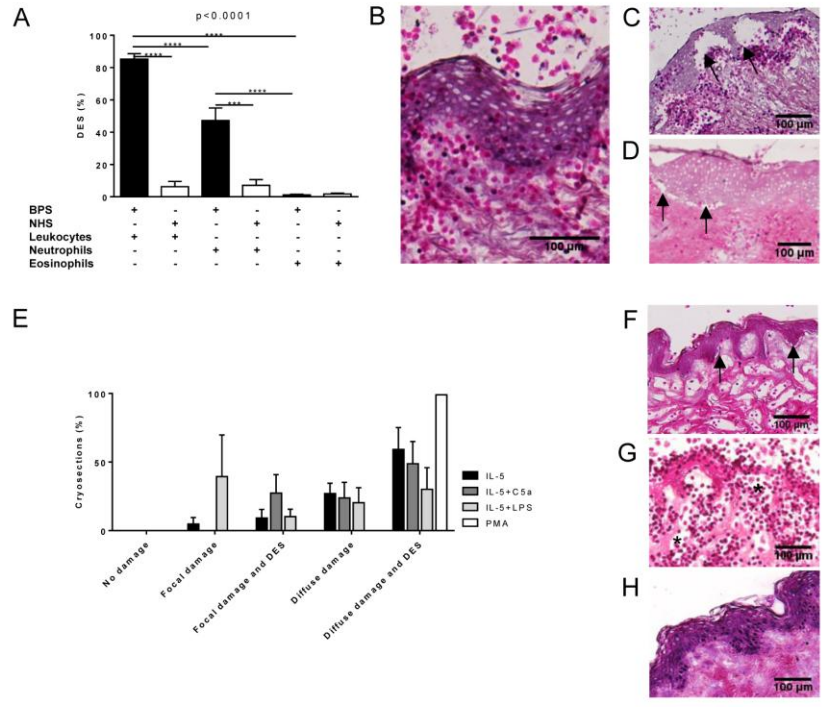 A
p<0.0001
****
****
****
****
***
DES (%)
100
80
60
40
20
0
BPS + - + - + -
NHS - + - + - +
Leukocytes + + - - - -
Neutrophils - - + + - -
Eosinophils - - - - + +
B
100 µm
C
100 µm
D
100 µm
E
Cryosections (%)
100
50
0
No damage
Focal damage
Focal damage and DES
Diffuse damage
Diffuse damage and DES
IL-5
IL-5+C5a
IL-5+LPS
PMA
F
100 µm
G
*
*
100 µm
H
100 µm